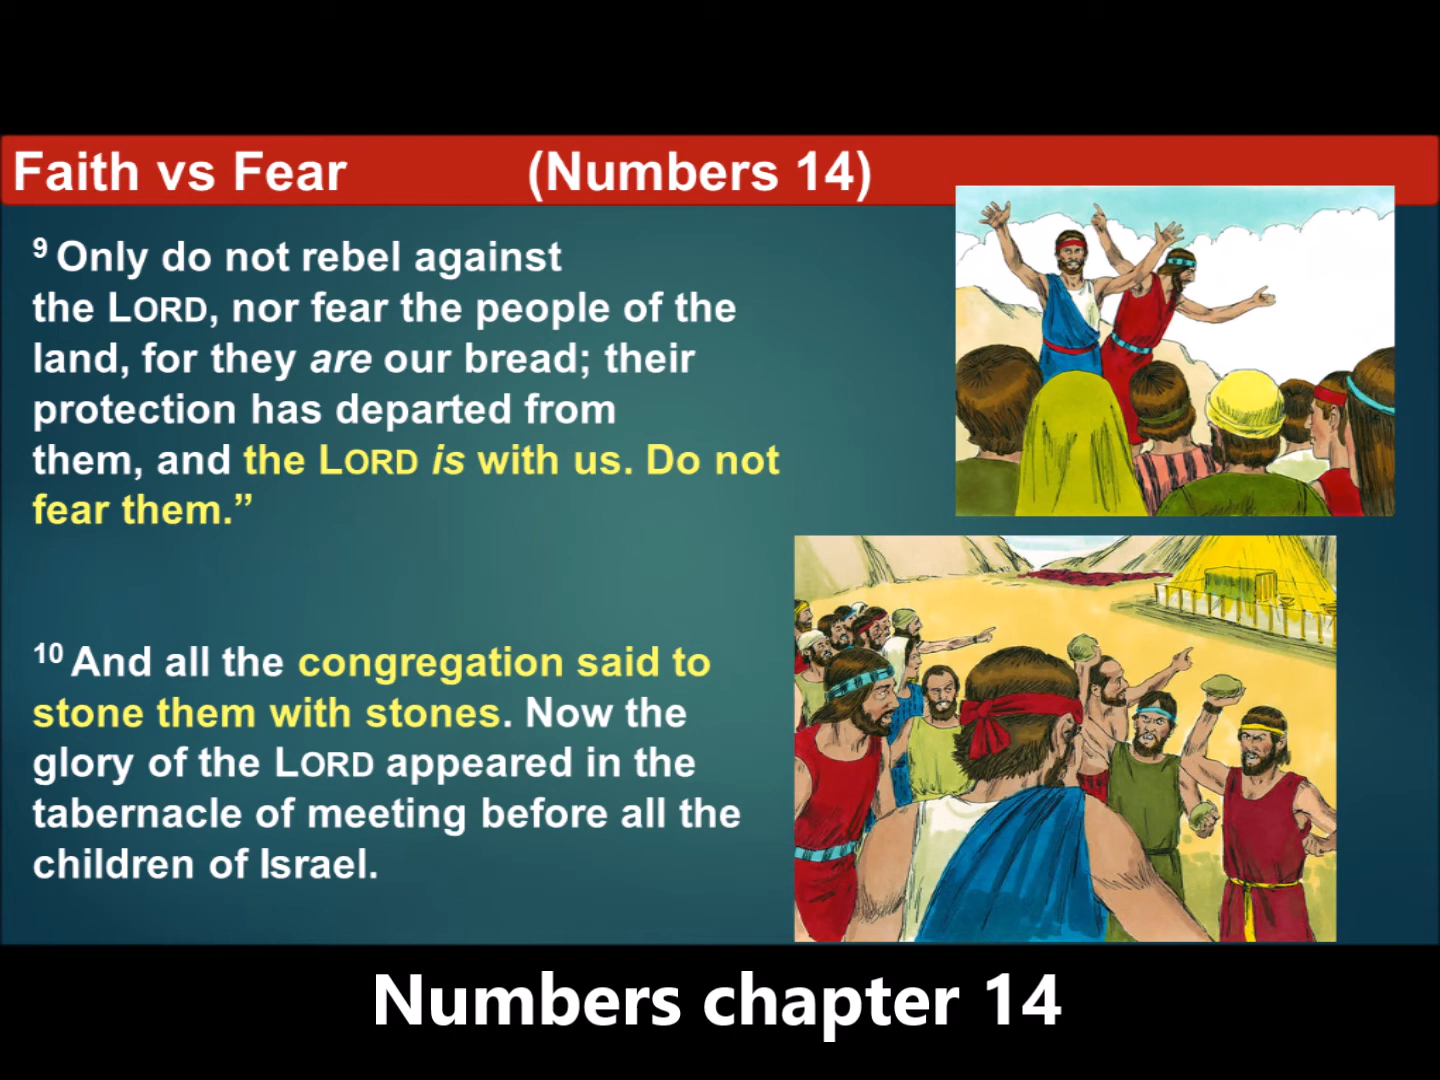 Faith vs Fear (Numbers 14)
9 Only do not rebel against
the LORD, nor fear the people of the
land, for they are our bread; their
protection has departed from
them, and the LORD is with us. Do not
fear them.”
10 And all the congregation said to
stone them with stones. Now the
glory of the LORD appeared in the
tabernacle of meeting before all the
children of Israel.
Numbers chapter 14